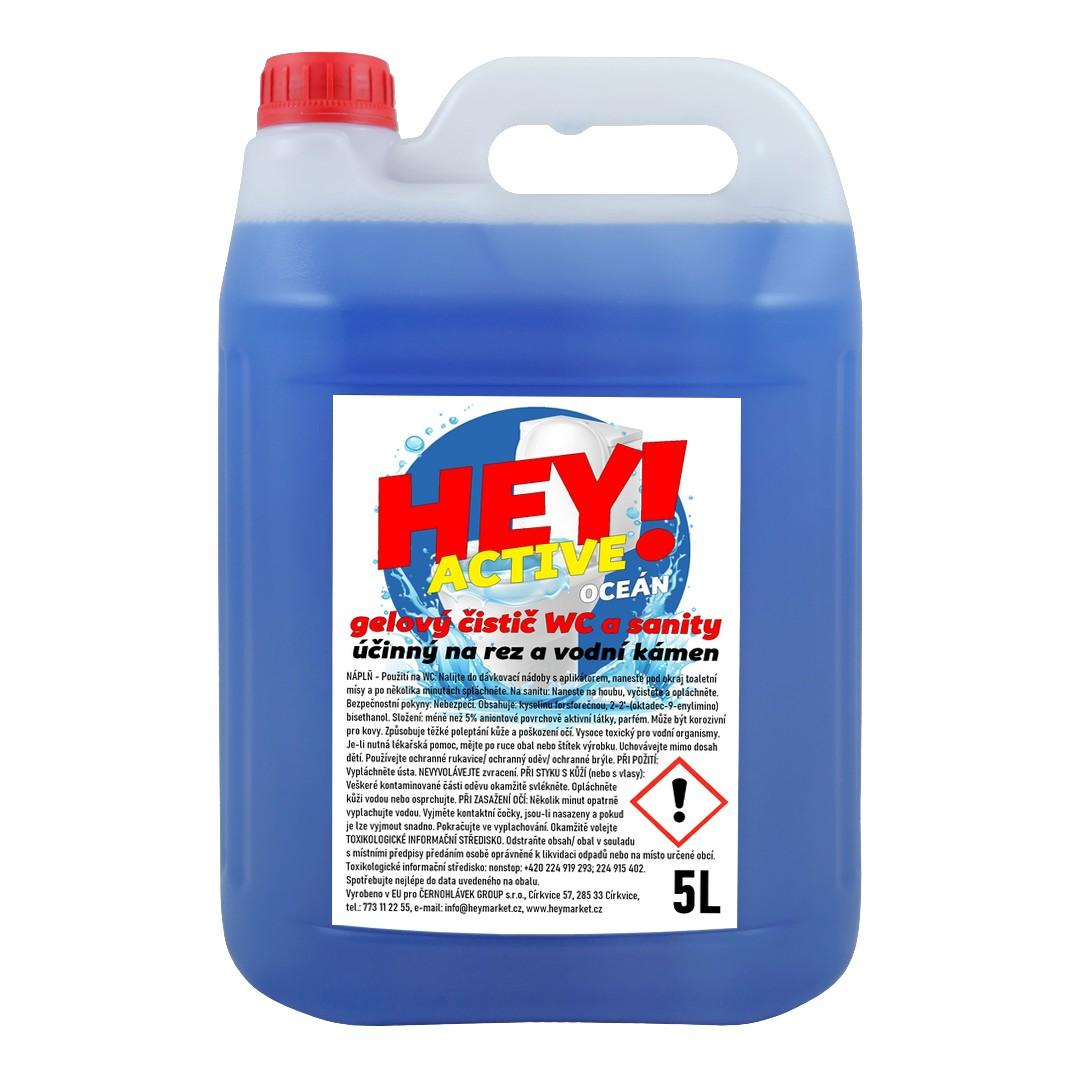 HEY!
ACTIVE
OCEÁN
gelový čistič WC a sanity
účinný na rez a vodní kámen
NÁPLŇ - Použití na WC: Nalijte do dávkovací nádoby s aplikátorem, naneste pod okraj toaletní
mísy a po několika minutách spláchněte. Na sanitu: Naneste na houbu, vyčistěte a opláchněte.
Bezpečnostní pokyny: Nebezpečí. Obsahuje: kyselinu forsforečnou, 2-2'-(oktadec-9-enylimino)
bisethanol. Složení: méně než 5% aniontové povrchově aktivní látky, parfém. Může být korozivní
pro kovy. Způsobuje těžké poleptání kůže a poškození očí. Vysoce toxický pro vodní organismy.
Je-li nutná lékařská pomoc, mějte po ruce obal nebo štítek výrobku. Uchovávejte mimo dosah
dětí. Používejte ochranné rukavice/ ochranný oděv/ ochranné brýle. PŘI POŽITÍ:
Vypláchněte ústa. NEVYVOLÁVEJTE zvracení. PŘI STYKU S KŮŽÍ (nebo s vlasy):
Veškeré kontaminované části oděvu okamžitě svlékněte. Opláchněte
kůži vodou nebo osprchujte. PŘI ZASAŽENÍ OČÍ: Několik minut opatrně
vyplachujte vodou. Vyjměte kontaktní čočky, jsou-li nasazeny a pokud
je lze vyjmout snadno. Pokračujte ve vyplachování. Okamžitě volejte
TOXIKOLOGICKÉ INFORMAČNÍ STŘEDISKO. Odstraňte obsah/ obal v souladu
s místními předpisy předáním osobě oprávněné k likvidaci odpadů nebo na místo určené obcí.
Toxikologické informační středisko: nonstop: +420 224 919 293; 224 915 402.
Spotřebujte nejlépe do data uvedeného na obalu.
Vyrobeno v EU pro ČERNOHLÁVEK GROUP s.r.o., Církvice 57, 285 33 Církvice,
tel.: 773 11 22 55, e-mail: info@heymarket.cz, www.heymarket.cz
5L